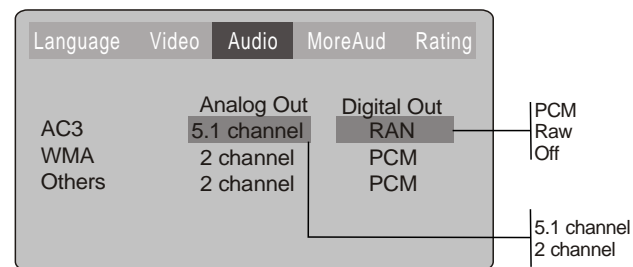 Language Video Audio MoreAud Rating
Analog Out Digital Out
AC3 5.1 channel RAN
WMA 2 channel PCM
Others 2 channel PCM
PCM
Raw
Off
5.1 channel
2 channel